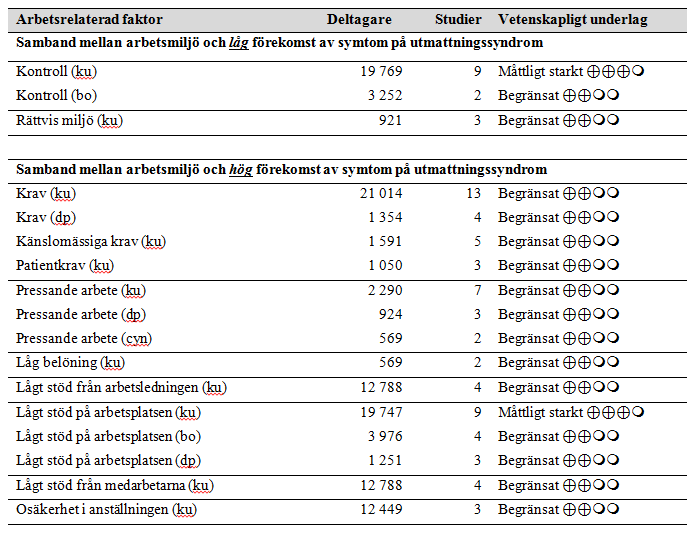 Arbetsrelaterad faktor Deltagare Studier Vetenskapligt underlag
Samband mellan arbetsmiljö och låg förekomst av symtom på utmattningssyndrom
Kontroll (ku) 19 769 9 Måttligt starkt ⊕⊕⊕○
Kontroll (bo) 3 252 2 Begränsat ⊕⊕○○
Rättvis miljö (ku) 921 3 Begränsat ⊕⊕○○
Samband mellan arbetsmiljö och hög förekomst av symtom på utmattningssyndrom
Krav (ku) 21 014 13 Begränsat ⊕⊕○○
Krav (dp) 1 354 4 Begränsat ⊕⊕○○
Känslomässiga krav (ku) 1 591 5 Begränsat ⊕⊕○○
Patientkrav (ku) 1 050 3 Begränsat ⊕⊕○○
Pressande arbete (ku) 2 290 7 Begränsat ⊕⊕○○
Pressande arbete (dp) 924 3 Begränsat ⊕⊕○○
Pressande arbete (cyn) 569 2 Begränsat ⊕⊕○○
Låg belöning (ku) 569 2 Begränsat ⊕⊕○○
Lågt stöd från arbetsledningen (ku) 12 788 4 Begränsat ⊕⊕○○
Lågt stöd på arbetsplatsen (ku) 19 747 9 Måttligt starkt ⊕⊕⊕○
Lågt stöd på arbetsplatsen (bo) 3 976 4 Begränsat ⊕⊕○○
Lågt stöd på arbetsplatsen (dp) 1 251 3 Begränsat ⊕⊕○○
Lågt stöd från medarbetarna (ku) 12 788 4 Begränsat ⊕⊕○○
Osäkerhet i anställningen (ku) 12 449 3 Begränsat ⊕⊕○○